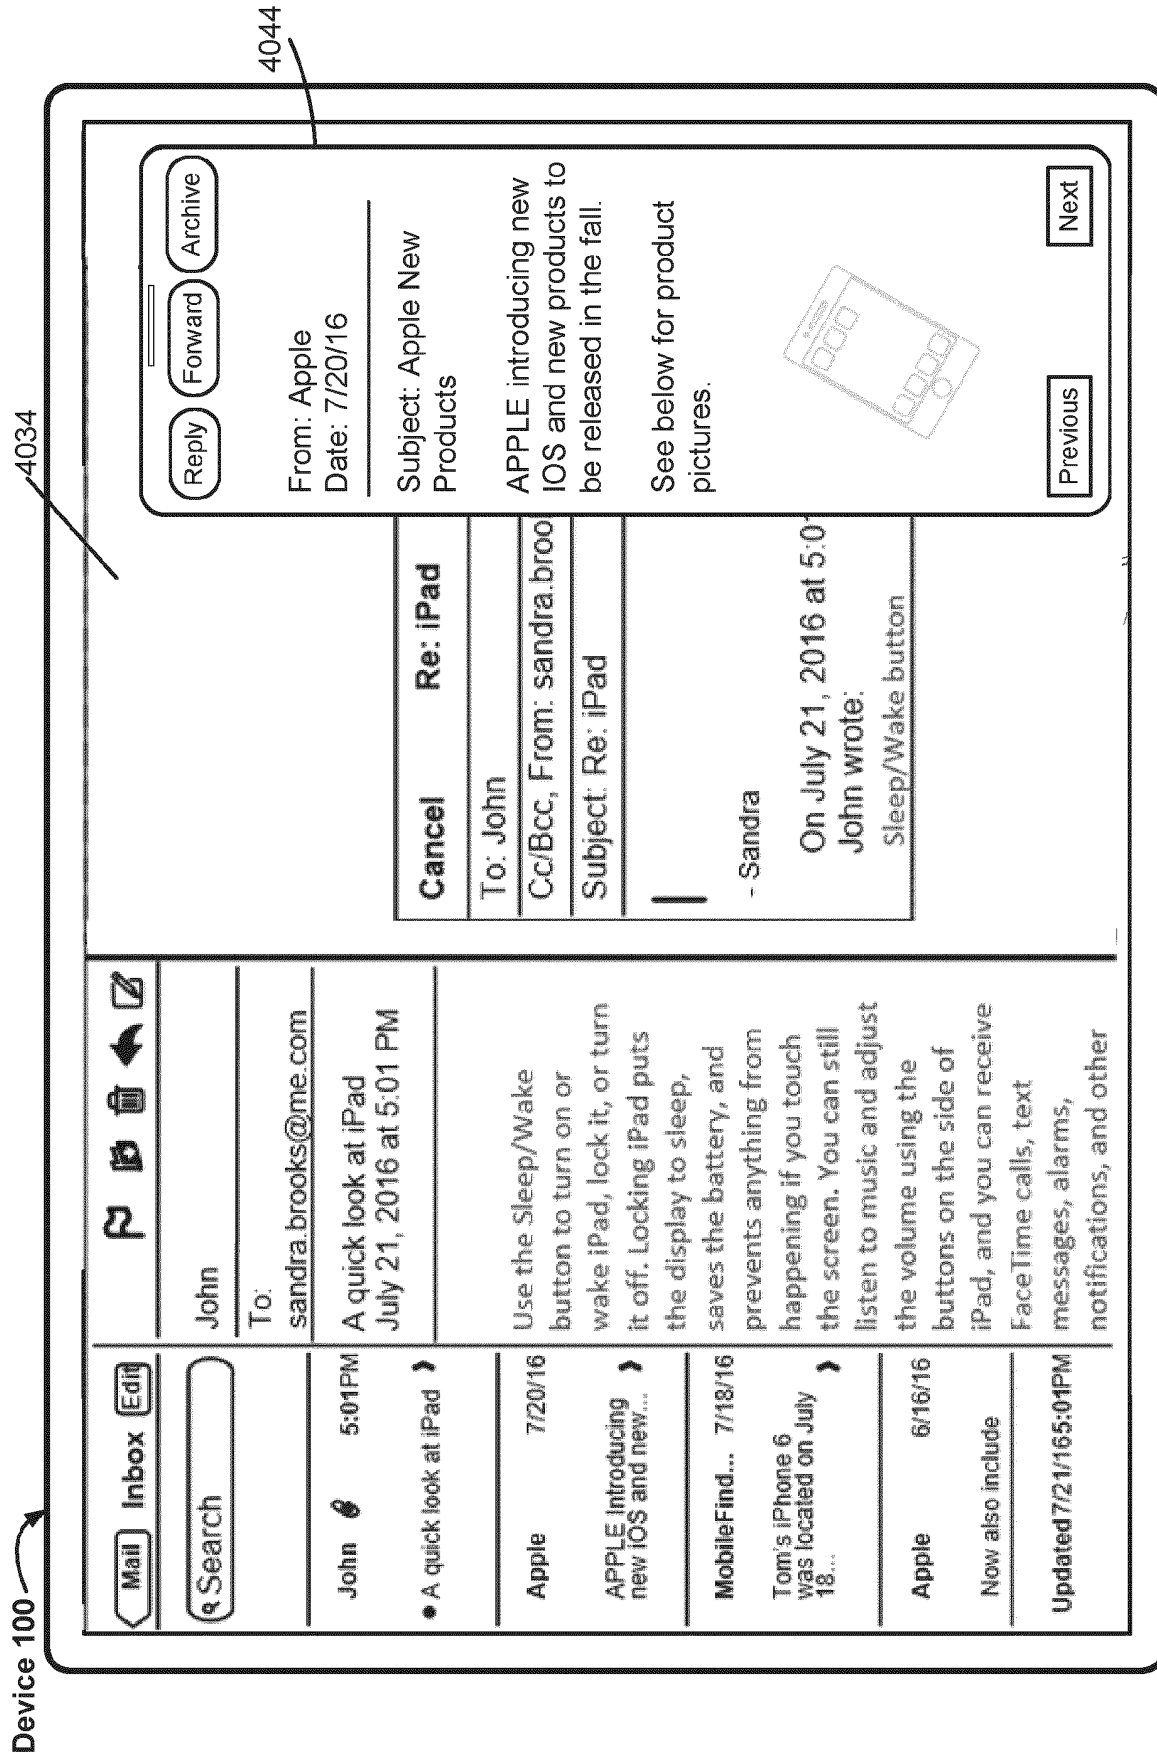 Device 100
4034
4044
Mail Inbox Edit
Search
John 5:01PM
• A quick look at iPad
Apple 7/20/16
APPLE Introducing
new iOS and new...
MobileFind... 7/18/16
Tom's iPhone 6
was located on July
18...
Apple 6/16/16
Now also include
Updated 7/21/165:01PM
John
To:
sandra.brooks@me.com
A quick look at iPad
July 21, 2016 at 5:01 PM
Use the Sleep/Wake
button to turn on or
wake iPad, lock it, or turn
it off. Locking iPad puts
the display to sleep,
saves the battery, and
prevents anything from
happening if you touch
the screen. You can still
listen to music and adjust
the volume using the
buttons on the side of
iPad, and you can receive
FaceTime calls, text
messages, alarms,
notifications, and other
Cancel Re: iPad
To: John
Cc/Bcc, From: sandra.broo
Subject: Re: iPad
- Sandra
On July 21, 2016 at 5:01
John wrote:
Sleep/Wake button
Reply Forward Archive
From: Apple
Date: 7/20/16
Subject: Apple New
Products
APPLE introducing new
IOS and new products to
be released in the fall.
See below for product
pictures.
Previous Next